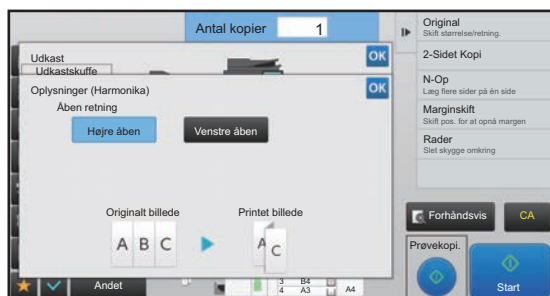 Antal kopier 1
Udkast
OK
Udkastskuffe
Oplysninger (Harmonika)
OK
Åben retning
Højre åben
Venstre åben
Originalt billede
Printet billede
A B C
A C
Andet
3 B4
4 A3
A4
Original
Skift størrelse/retning.
2-Sidet Kopi
N-Op
Læg flere sider på én side
Marginskift
Skift pos. for at opnå margen
Rader
Slet skygge omkring
Forhåndsvis
CA
Prøvekopi.
Start